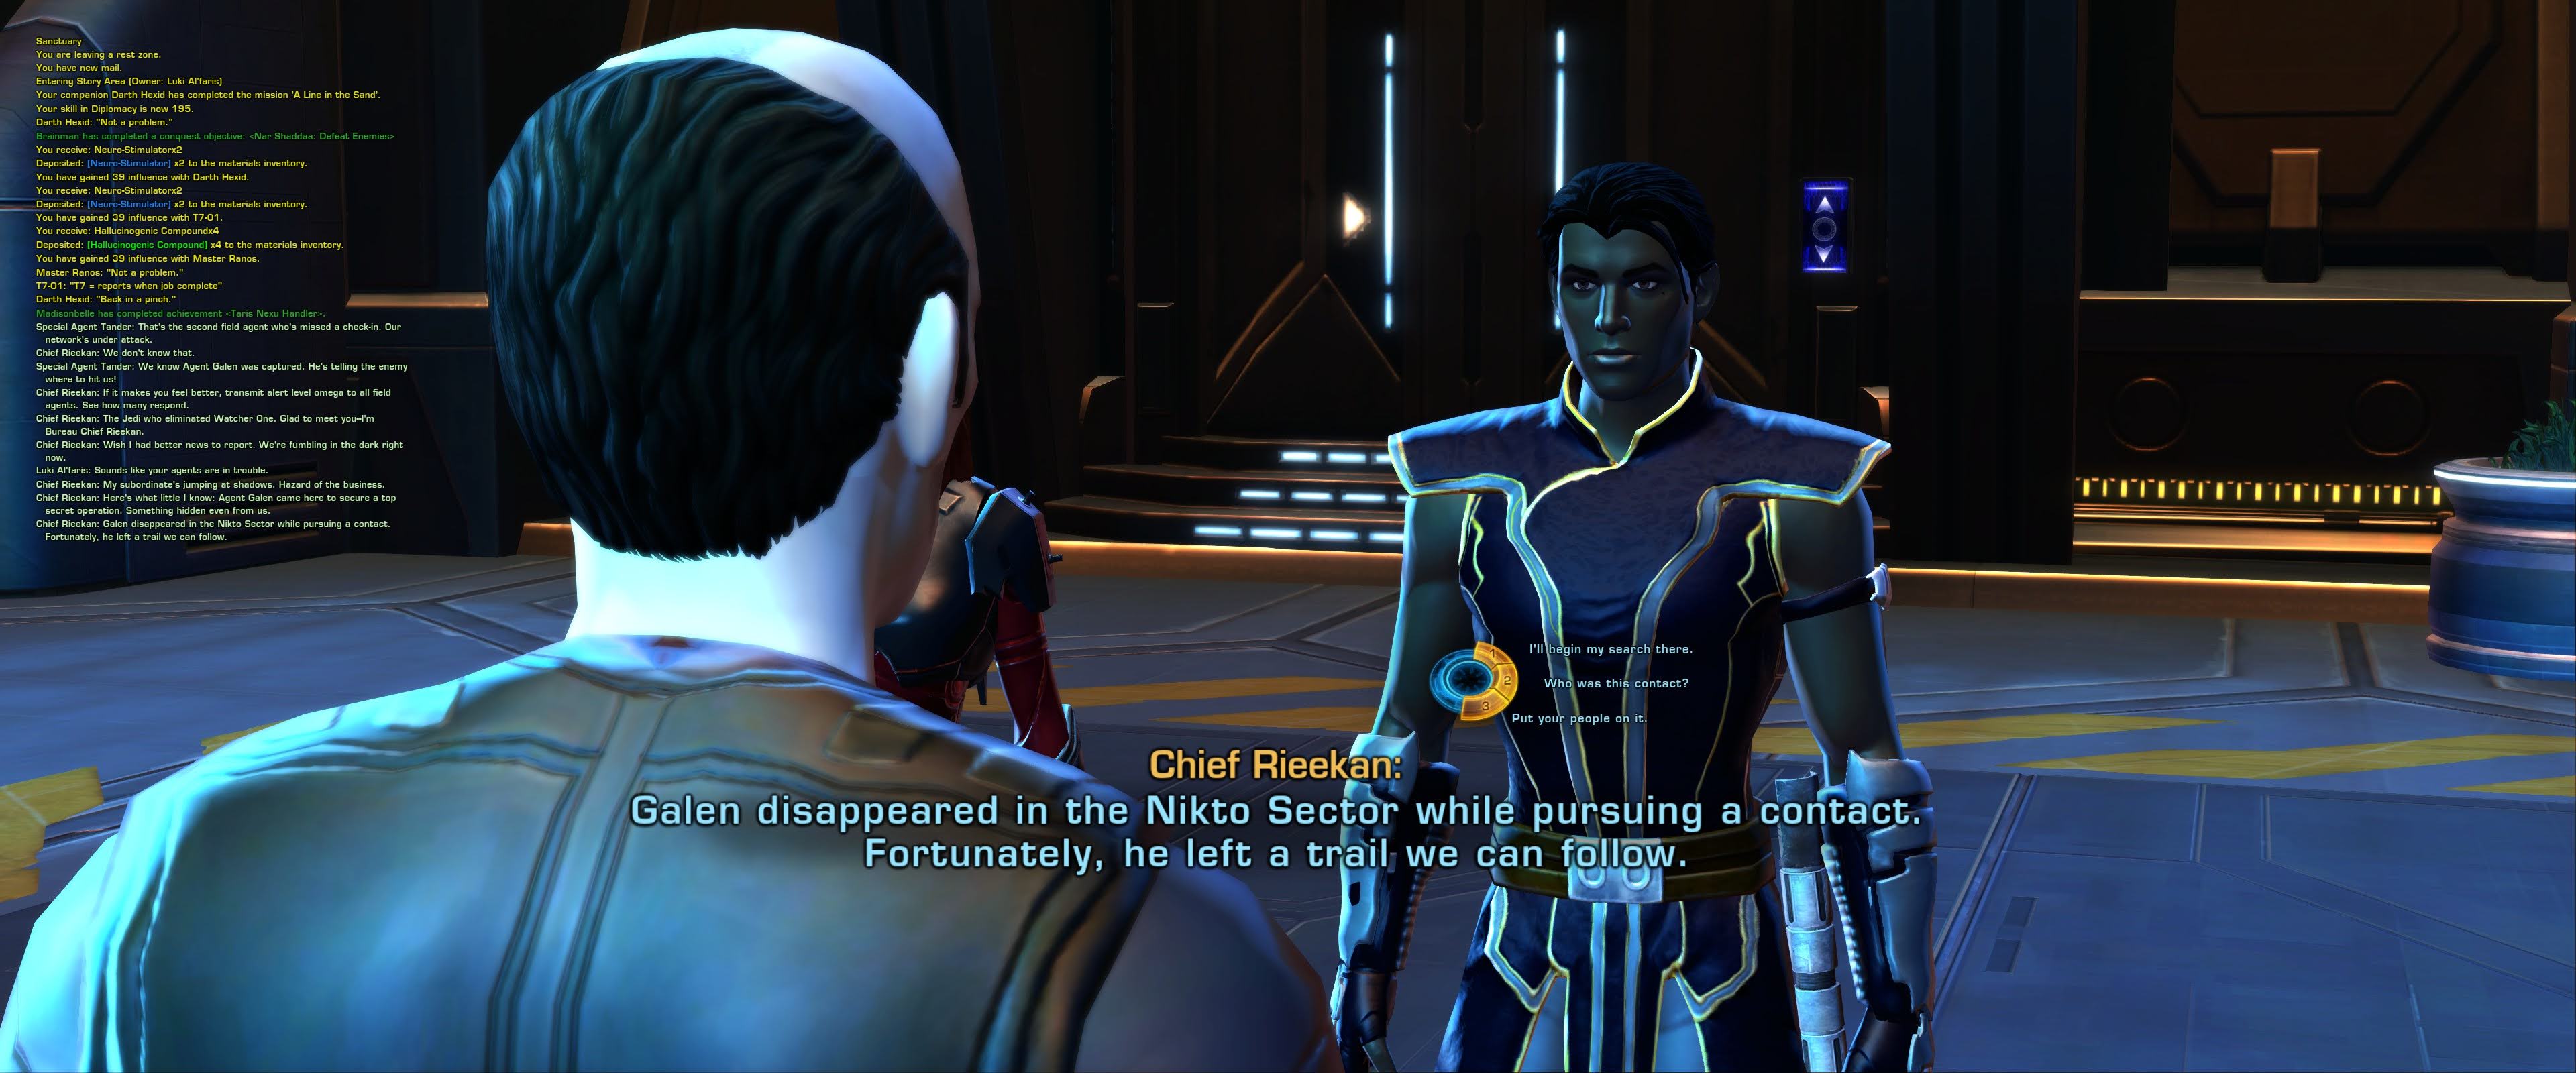 Sanctuary
You are leaving a rest zone.
You have new mail.
Entering Story Area (Owner: Luki Al'faris)
Your companion Darth Hexid has completed the mission 'A Line in the Sand'.
Your skill in Diplomacy is now 195.
Darth Hexid: "Not a problem."
Brainman has completed a conquest objective: <Nar Shaddaa: Defeat Enemies>
You receive: Neuro-Stimulatorx2
Deposited: [Neuro-Stimulator] x2 to the materials inventory.
You have gained 39 influence with Darth Hexid.
You receive: Neuro-Stimulatorx2
Deposited: [Neuro-Stimulator] x2 to the materials inventory.
You have gained 39 influence with T7-01.
You receive: Hallucinogenic Compoundx4
Deposited: [Hallucinogenic Compound] x4 to the materials inventory.
You have gained 39 influence with Master Ranos.
Master Ranos: "Not a problem."
T7-01: "T7 = reports when job complete"
Darth Hexid: "Back in a pinch."
Madisonbelle has completed achievement <Taris Nexu Handler>.
Special Agent Tander: That's the second field agent who's missed a check-in. Our
network's under attack.
Chief Rieekan: We don't know that.
Special Agent Tander: We know Agent Galen was captured. He's telling the enemy
where to hit us!
Chief Rieekan: If it makes you feel better, transmit alert level omega to all field
agents. See how many respond.
Chief Rieekan: The Jedi who eliminated Watcher One. Glad to meet you—I'm
Bureau Chief Rieekan.
Chief Rieekan: Wish I had better news to report. We're fumbling in the dark right
now.
Luki Al'faris: Sounds like your agents are in trouble.
Chief Rieekan: My subordinate's jumping at shadows. Hazard of the business.
Chief Rieekan: Here's what little I know: Agent Galen came here to secure a top
secret operation. Something hidden even from us.
Chief Rieekan: Galen disappeared in the Nikto Sector while pursuing a contact.
Fortunately, he left a trail we can follow.
1 I'll begin my search there.
2 Who was this contact?
3 Put your people on it.
Chief Rieekan:
Galen disappeared in the Nikto Sector while pursuing a contact.
Fortunately, he left a trail we can follow.